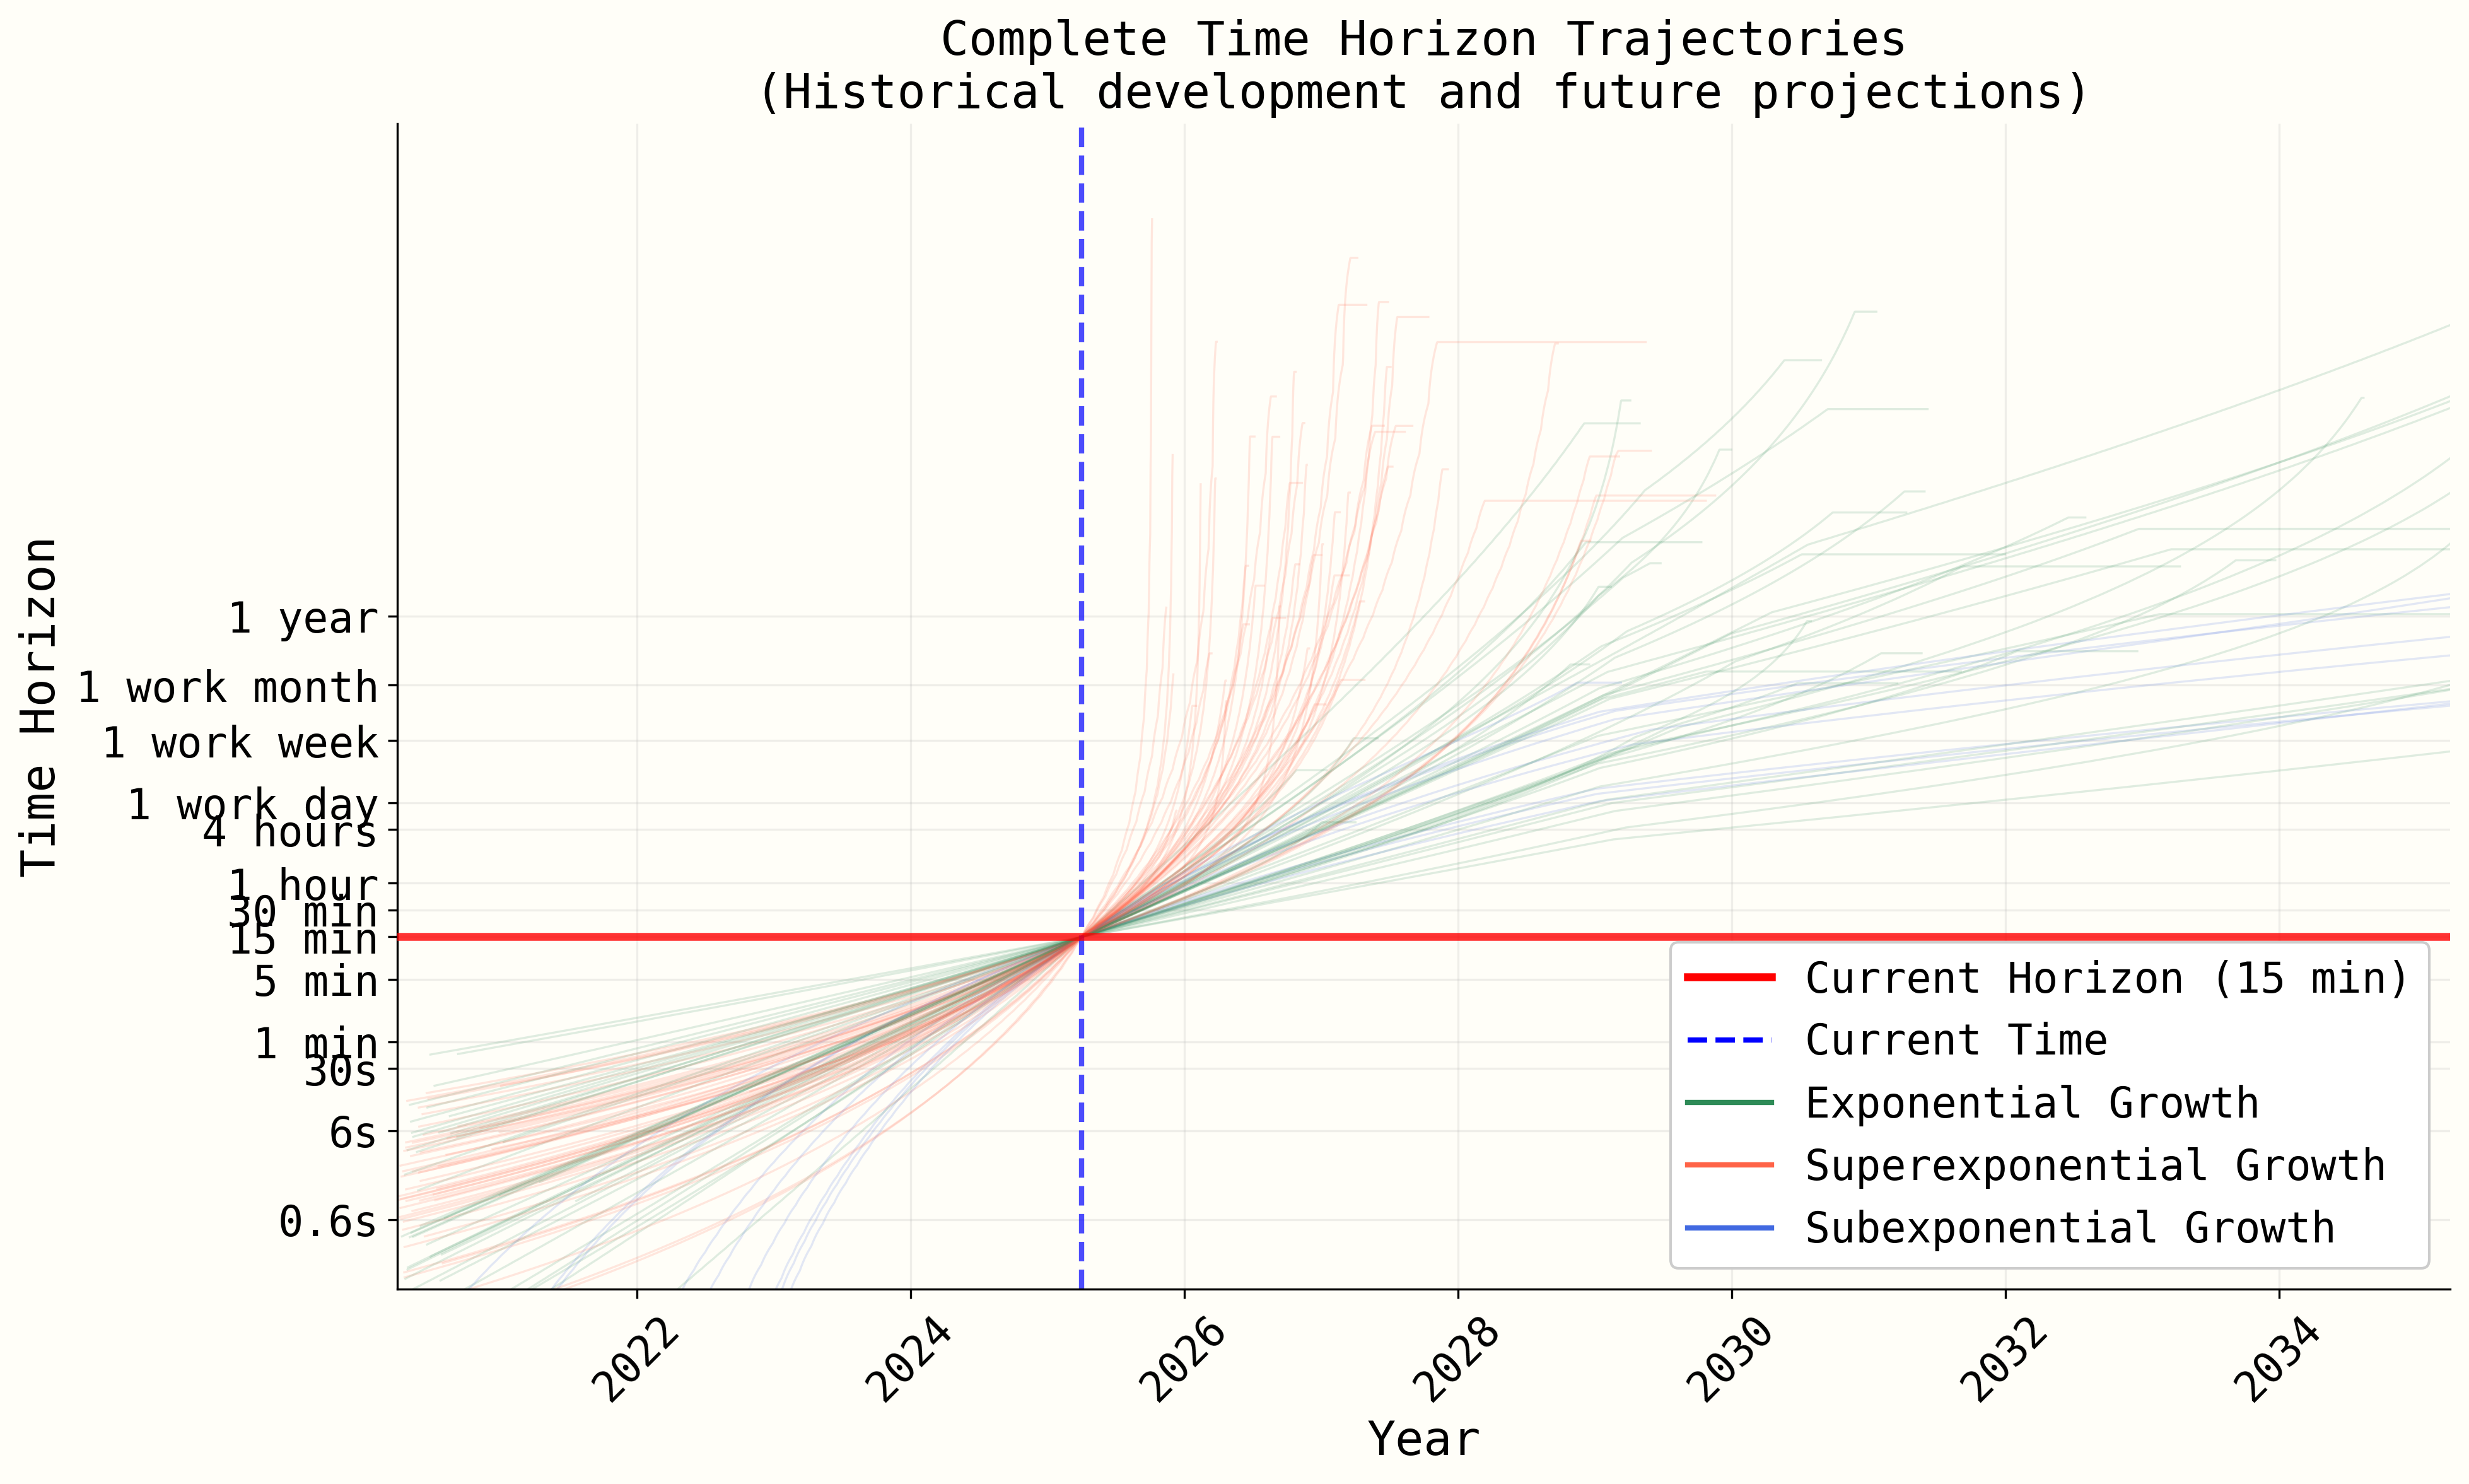 Complete Time Horizon Trajectories
(Historical development and future projections)
Time Horizon
1 year
1 work month
1 work week
1 work day
4 hours
1 hour
30 min
15 min
5 min
1 min
30s
6s
0.6s
Current Horizon (15 min)
Current Time
Exponential Growth
Superexponential Growth
Subexponential Growth
2022
2024
2026
2028
2030
2032
2034
Year